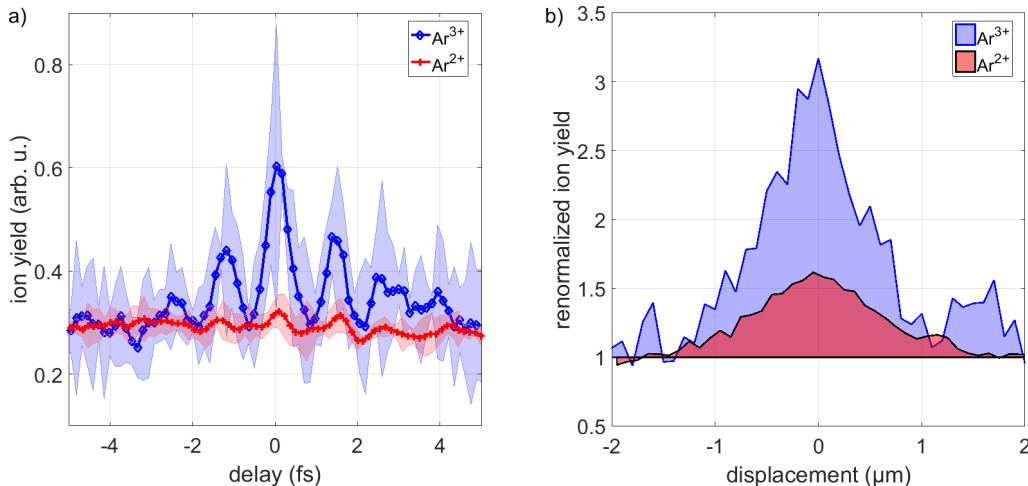 a)
Ar³⁺
Ar²⁺
0.8
0.6
0.4
0.2
ion yield (arb. u.)
-4
-2
0
2
4
delay (fs)
b)
Ar³⁺
Ar²⁺
3.5
3
2.5
2
1.5
1
0.5
renormalized ion yield
-2
-1
0
1
2
displacement (µm)